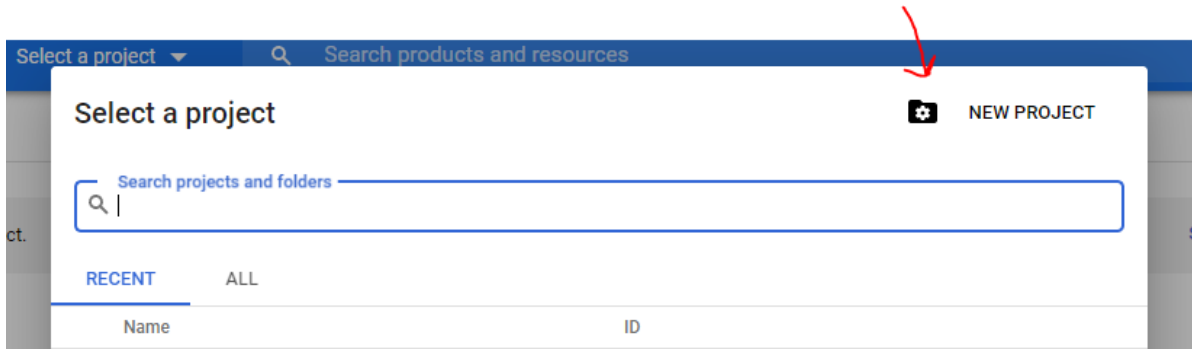 Select a project Search products and resources
Select a project NEW PROJECT
Search projects and folders
ct.
RECENT ALL
Name ID